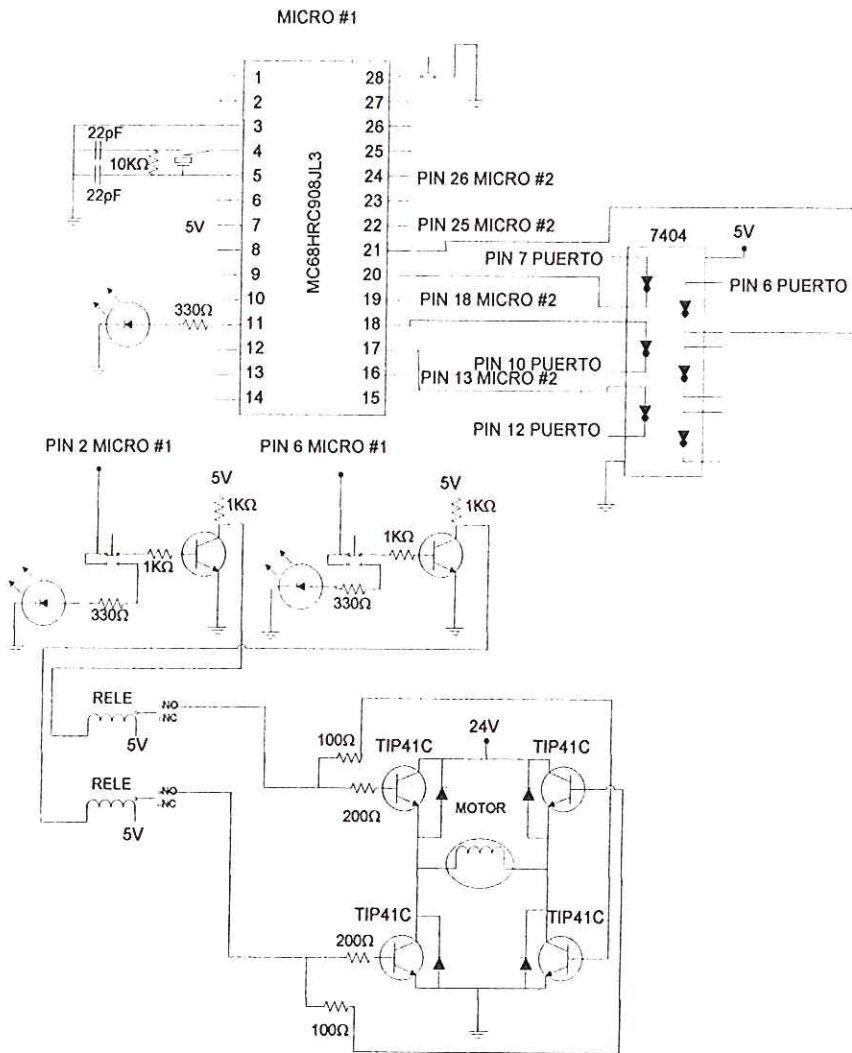 MICRO #1
1 28
2 27
3 26
22pF
4 25
10KΩ
5 24
PIN 26 MICRO #2
22pF
6 23
5V
7 22
PIN 25 MICRO #2
8 21
MC68HRC908JL3
7404
5V
PIN 7 PUERTO
9 20
PIN 6 PUERTO
10 19
PIN 18 MICRO #2
330Ω
11 18
12 17
PIN 10 PUERTO
13 16
PIN 13 MICRO #2
14 15
PIN 12 PUERTO
PIN 2 MICRO #1
PIN 6 MICRO #1
5V
1KΩ
5V
1KΩ
1KΩ
1KΩ
330Ω
330Ω
RELE
NO
NC
5V
RELE
NO
NC
5V
100Ω
TIP41C
24V
TIP41C
200Ω
MOTOR
TIP41C
TIP41C
200Ω
100Ω